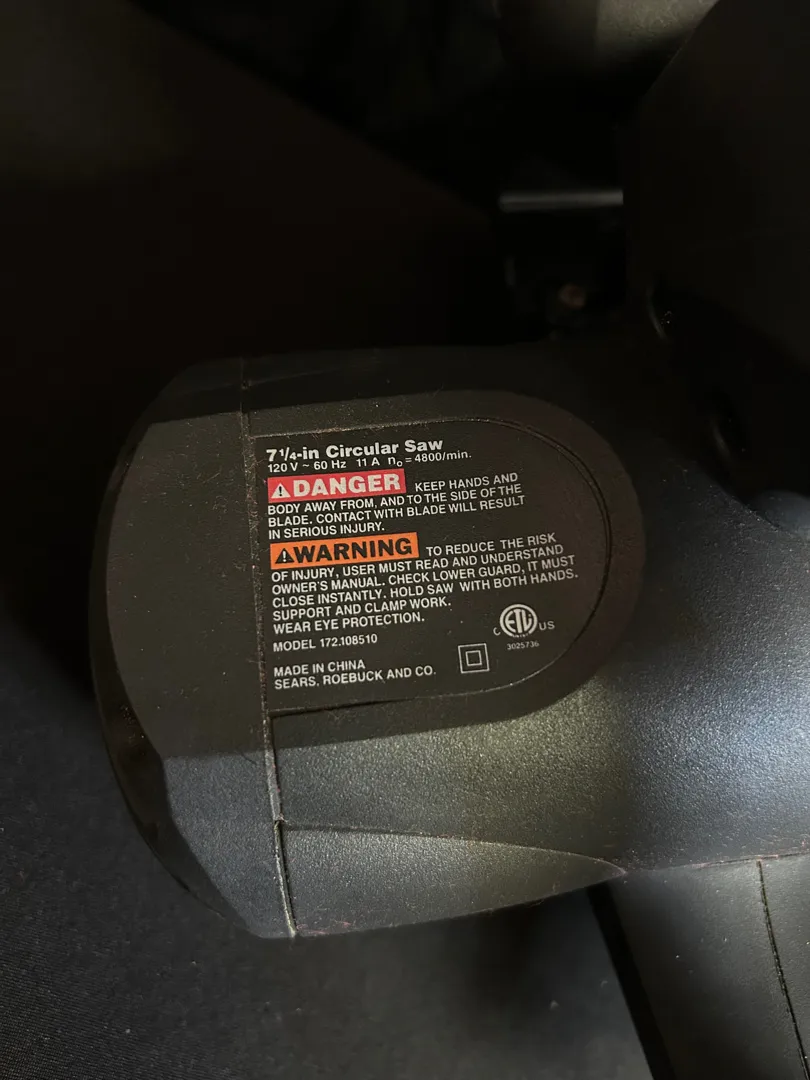 7 1/4-in Circular Saw
120 V ~ 60 Hz 11 A n₀ = 4800/min.
DANGER KEEP HANDS AND
BODY AWAY FROM, AND TO THE SIDE OF THE
BLADE. CONTACT WITH BLADE WILL RESULT
IN SERIOUS INJURY.
WARNING TO REDUCE THE RISK
OF INJURY, USER MUST READ AND UNDERSTAND
OWNER'S MANUAL. CHECK LOWER GUARD, IT MUST
CLOSE INSTANTLY. HOLD SAW WITH BOTH HANDS.
SUPPORT AND CLAMP WORK.
WEAR EYE PROTECTION.
MODEL 172.108510
C ETL US
3025736
MADE IN CHINA
SEARS, ROEBUCK AND CO.